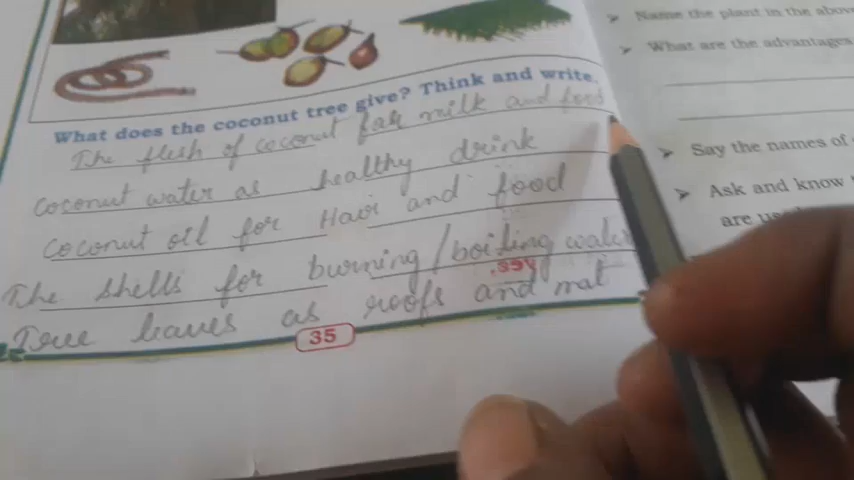 What does the coconut tree give? Think and write.
The flesh of coconut for milk and food
coconut water as healthy drink
coconut oil for Hair and food
The shells for burning/boiling water
Tree leaves as roofs and mat
35
Name the plant in the above
What are the advantages
Say the names of
Ask and know
are